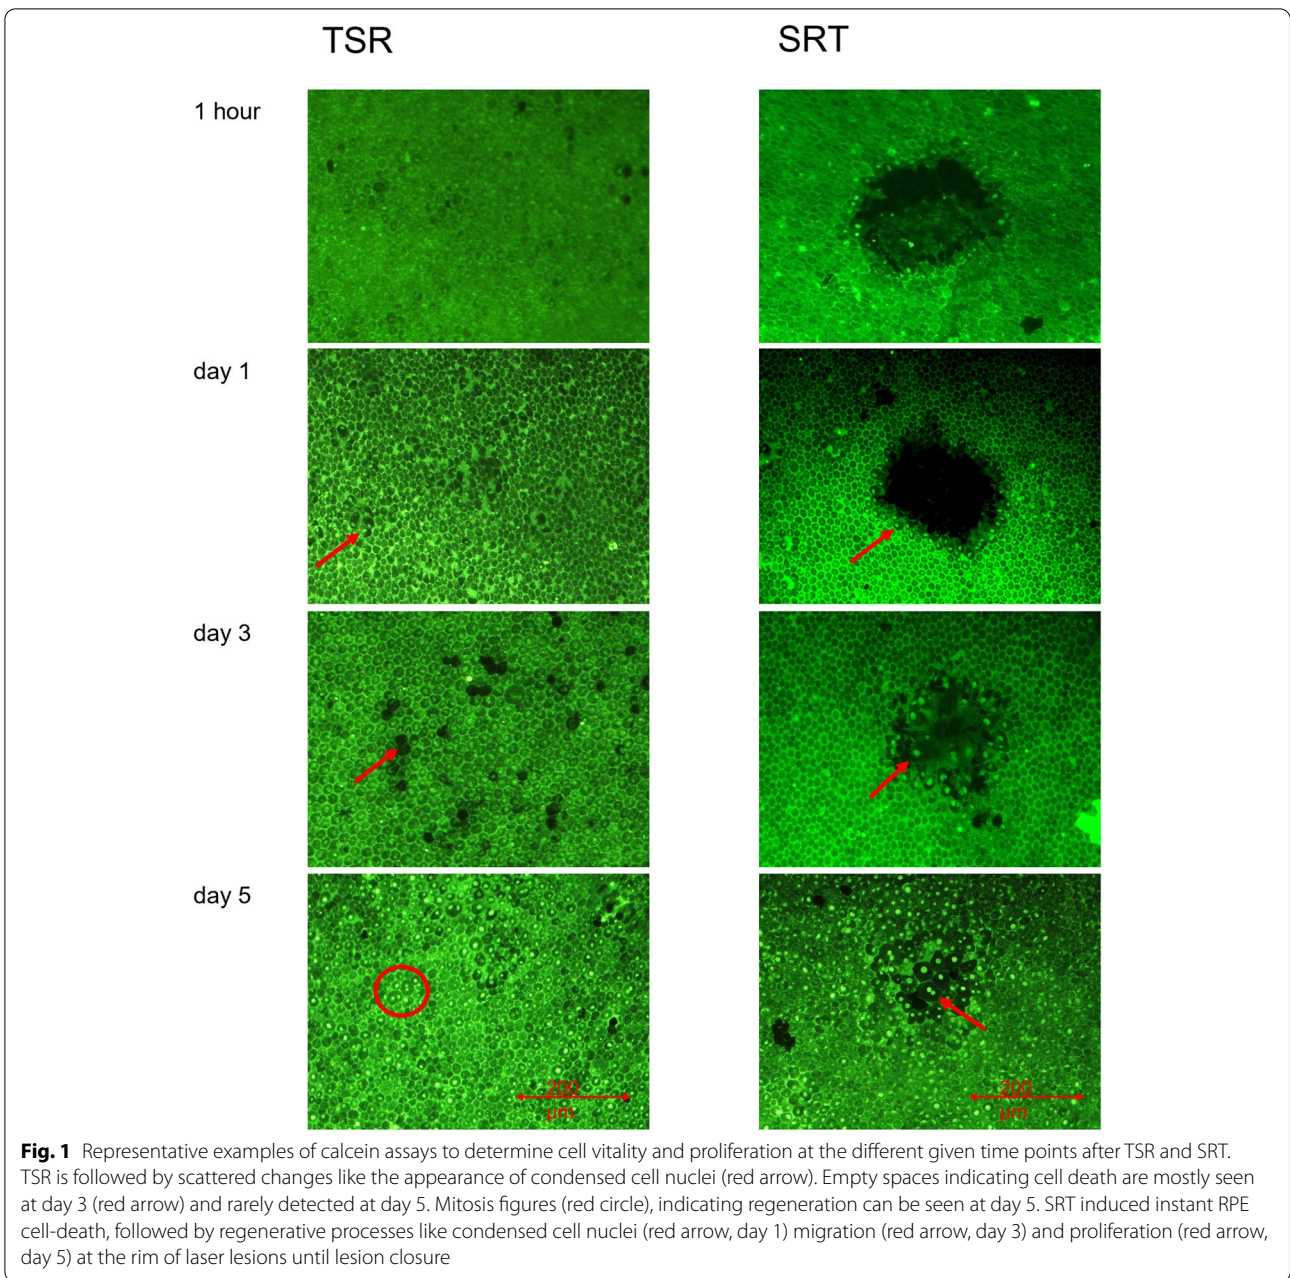 TSR
SRT
1 hour
day 1
day 3
day 5
200
μm
200
μm
Fig. 1 Representative examples of calcein assays to determine cell vitality and proliferation at the different given time points after TSR and SRT.
TSR is followed by scattered changes like the appearance of condensed cell nuclei (red arrow). Empty spaces indicating cell death are mostly seen
at day 3 (red arrow) and rarely detected at day 5. Mitosis figures (red circle), indicating regeneration can be seen at day 5. SRT induced instant RPE
cell-death, followed by regenerative processes like condensed cell nuclei (red arrow, day 1) migration (red arrow, day 3) and proliferation (red arrow,
day 5) at the rim of laser lesions until lesion closure